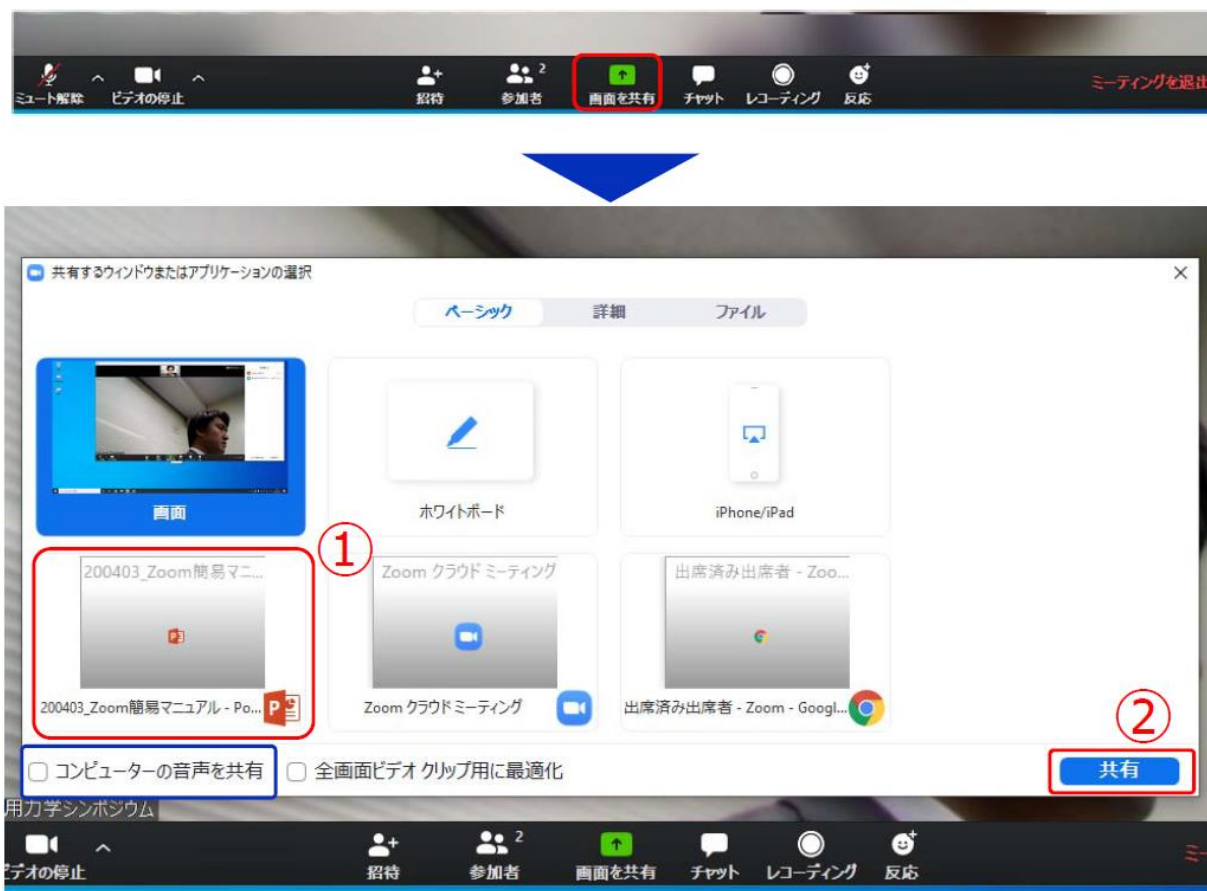 2
ミュート解除 ビデオの停止 招待 参加者 画面を共有 チャット レコーディング 反応 ミーティングを退出
共有するウィンドウまたはアプリケーションの選択
ベーシック 詳細 ファイル
画面 ホワイトボード iPhone/iPad
①
200403_Zoom簡易マニ... Zoom クラウド ミーティング 出席済み出席者 - Zoo...
200403_Zoom簡易マニュアル - Po... Zoom クラウド ミーティング 出席済み出席者 - Zoom - Googl...
②
コンピューターの音声を共有 全画面ビデオ クリップ用に最適化 共有
用力学シンポジウム
2
ビデオの停止 招待 参加者 画面を共有 チャット レコーディング 反応 ミー